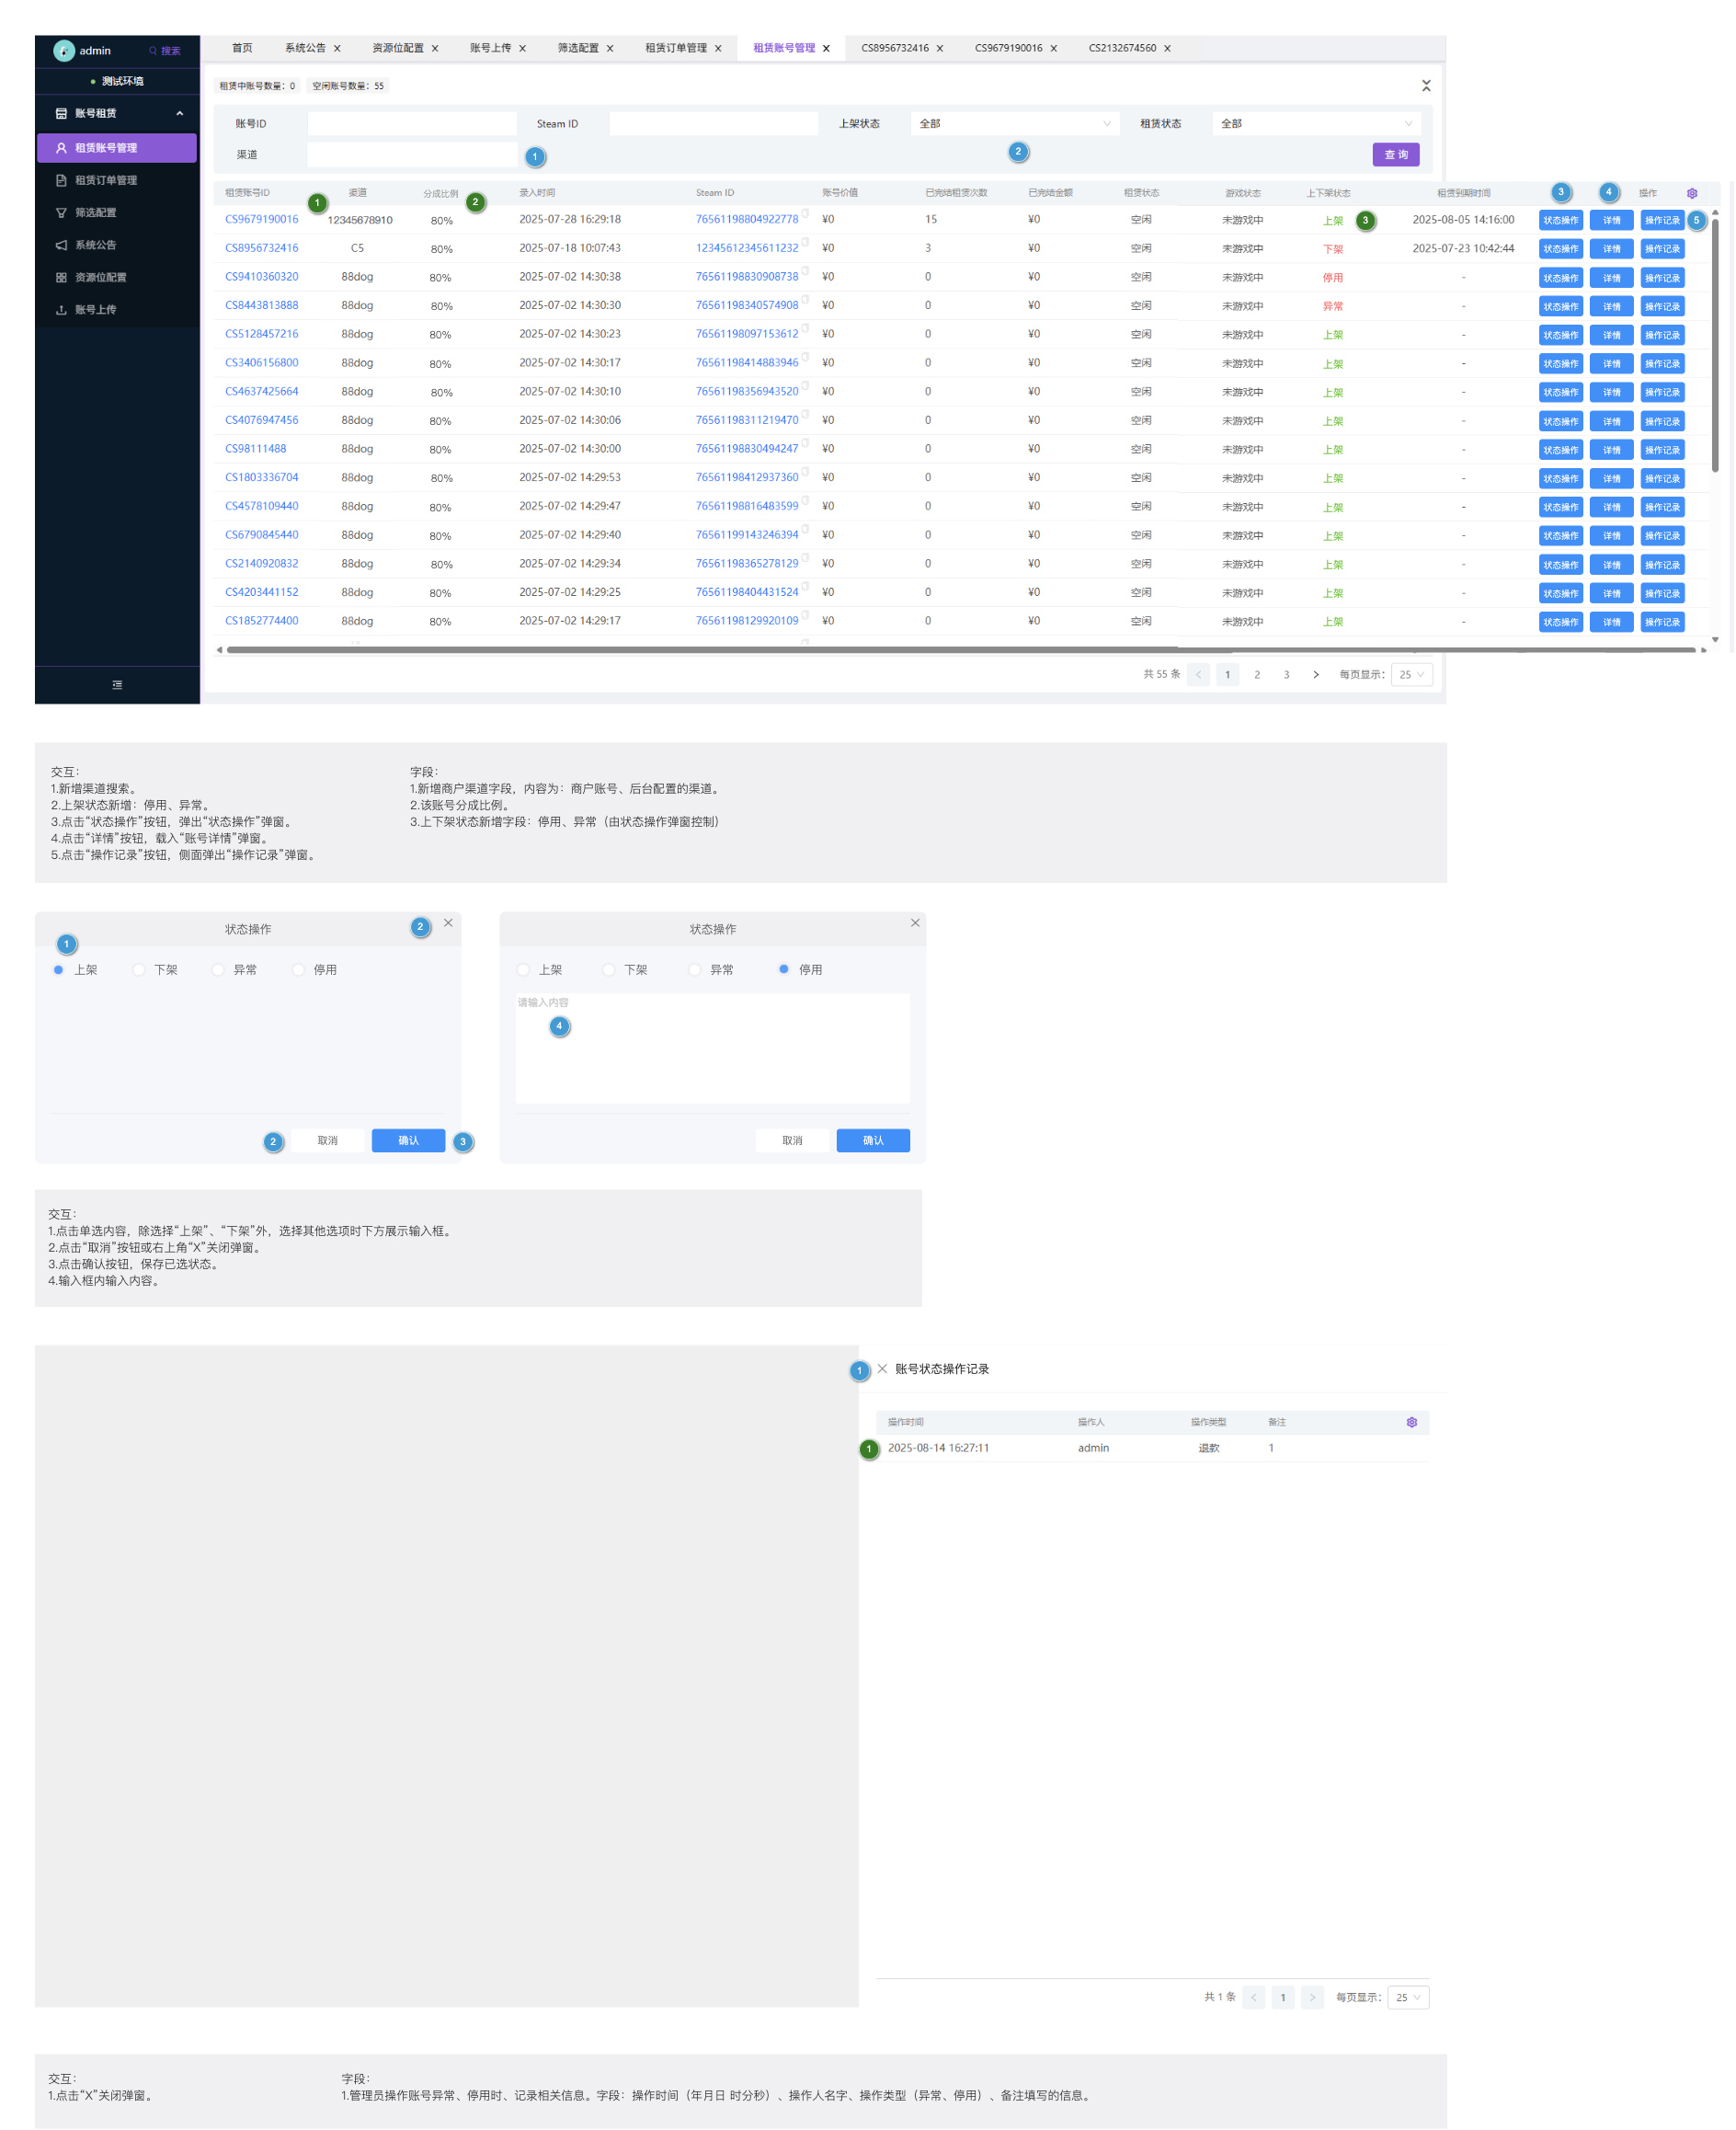 admin 搜索
测试环境
账号租赁
租赁账号管理
租赁订单管理
筛选配置
系统公告
资源位配置
账号上传
首页 系统公告 X 资源位配置 X 账号上传 X 筛选配置 X 租赁订单管理 X 租赁账号管理 X CS8956732416 X CS9679190016 X CS2132674560 X
租赁中账号数量：0 空闲账号数量：55
账号ID Steam ID 上架状态 全部 租赁状态 全部
渠道 1 2 查 询
租赁账号ID 1 渠道 分成比例 2 录入时间 Steam ID 账号价值 已完结租赁次数 已完结金额 租赁状态 游戏状态 上下架状态 租赁到期时间 3 4 操作
CS9679190016 12345678910 80% 2025-07-28 16:29:18 76561198804922778 ¥0 15 ¥0 空闲 未游戏中 上架 3 2025-08-05 14:16:00 状态操作 详情 操作记录 5
CS8956732416 C5 80% 2025-07-18 10:07:43 12345612345611232 ¥0 3 ¥0 空闲 未游戏中 下架 2025-07-23 10:42:44 状态操作 详情 操作记录
CS9410360320 88dog 80% 2025-07-02 14:30:38 76561198830908738 ¥0 0 ¥0 空闲 未游戏中 停用 - 状态操作 详情 操作记录
CS8443813888 88dog 80% 2025-07-02 14:30:30 76561198340574908 ¥0 0 ¥0 空闲 未游戏中 异常 - 状态操作 详情 操作记录
CS5128457216 88dog 80% 2025-07-02 14:30:23 76561198097153612 ¥0 0 ¥0 空闲 未游戏中 上架 - 状态操作 详情 操作记录
CS3406156800 88dog 80% 2025-07-02 14:30:17 76561198414883946 ¥0 0 ¥0 空闲 未游戏中 上架 - 状态操作 详情 操作记录
CS4637425664 88dog 80% 2025-07-02 14:30:10 76561198356943520 ¥0 0 ¥0 空闲 未游戏中 上架 - 状态操作 详情 操作记录
CS4076947456 88dog 80% 2025-07-02 14:30:06 76561198311219470 ¥0 0 ¥0 空闲 未游戏中 上架 - 状态操作 详情 操作记录
CS98111488 88dog 80% 2025-07-02 14:30:00 76561198830494247 ¥0 0 ¥0 空闲 未游戏中 上架 - 状态操作 详情 操作记录
CS1803336704 88dog 80% 2025-07-02 14:29:53 76561198412937360 ¥0 0 ¥0 空闲 未游戏中 上架 - 状态操作 详情 操作记录
CS4578109440 88dog 80% 2025-07-02 14:29:47 76561198816483599 ¥0 0 ¥0 空闲 未游戏中 上架 - 状态操作 详情 操作记录
CS6790845440 88dog 80% 2025-07-02 14:29:40 76561199143246394 ¥0 0 ¥0 空闲 未游戏中 上架 - 状态操作 详情 操作记录
CS2140920832 88dog 80% 2025-07-02 14:29:34 76561198365278129 ¥0 0 ¥0 空闲 未游戏中 上架 - 状态操作 详情 操作记录
CS4203441152 88dog 80% 2025-07-02 14:29:25 76561198404431524 ¥0 0 ¥0 空闲 未游戏中 上架 - 状态操作 详情 操作记录
CS1852774400 88dog 80% 2025-07-02 14:29:17 76561198129920109 ¥0 0 ¥0 空闲 未游戏中 上架 - 状态操作 详情 操作记录
共 55 条 < 1 2 3 > 每页显示： 25
交互：
1.新增渠道搜索。
2.上架状态新增：停用、异常。
3.点击“状态操作”按钮，弹出“状态操作”弹窗。
4.点击“详情”按钮，载入“账号详情”弹窗。
5.点击“操作记录”按钮，侧面弹出“操作记录”弹窗。
字段：
1.新增商户渠道字段，内容为：商户账号、后台配置的渠道。
2.该账号分成比例。
3.上下架状态新增字段：停用、异常（由状态操作弹窗控制）
状态操作 2
1
上架 下架 异常 停用
2 取消 确认 3
状态操作
上架 下架 异常 停用
请输入内容
4
取消 确认
交互：
1.点击单选内容，除选择“上架”、“下架”外，选择其他选项时下方展示输入框。
2.点击“取消”按钮或右上角“X”关闭弹窗。
3.点击确认按钮，保存已选状态。
4.输入框内输入内容。
1 账号状态操作记录
操作时间 操作人 操作类型 备注
1 2025-08-14 16:27:11 admin 退款 1
共 1 条 < 1 > 每页显示： 25
交互：
1.点击“X”关闭弹窗。
字段：
1.管理员操作账号异常、停用时、记录相关信息。字段：操作时间（年月日 时分秒）、操作人名字、操作类型（异常、停用）、备注填写的信息。